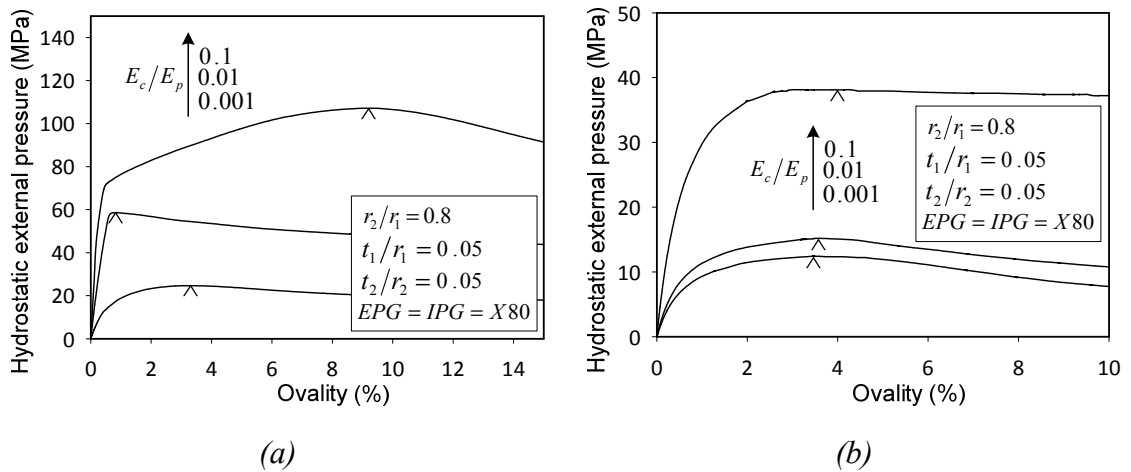 Hydrostatic external pressure (MPa)
140
120
100
80
60
40
20
0
0 2 4 6 8 10 12 14
Ovality (%)
E_c/E_p
0.1
0.01
0.001
r_2/r_1 = 0.8
t_1/r_1 = 0.05
t_2/r_2 = 0.05
EPG = IPG = X80
(a)
Hydrostatic external pressure (MPa)
50
40
30
20
10
0
0 2 4 6 8 10
Ovality (%)
E_c/E_p
0.1
0.01
0.001
r_2/r_1 = 0.8
t_1/r_1 = 0.05
t_2/r_2 = 0.05
EPG = IPG = X80
(b)